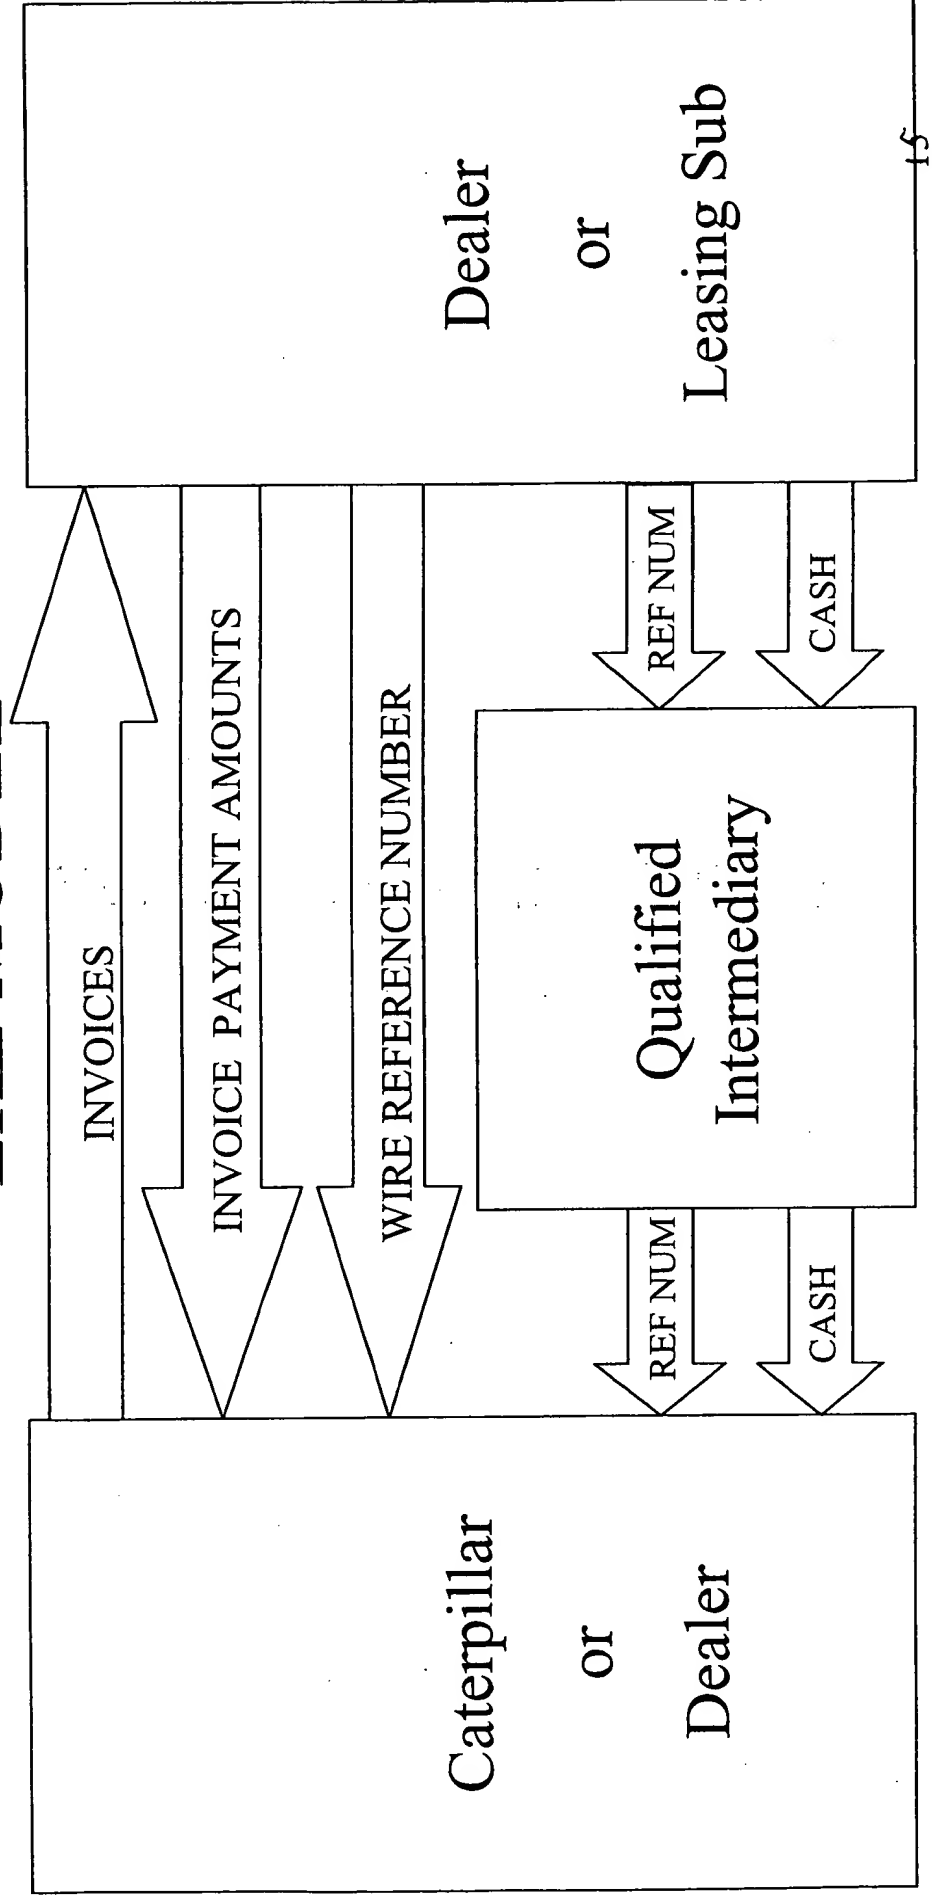 INVOICES
INVOICE PAYMENT AMOUNTS
WIRE REFERENCE NUMBER
Caterpillar
or
Dealer
REF NUM
CASH
Qualified
Intermediary
REF NUM
CASH
Dealer
or
Leasing Sub
15